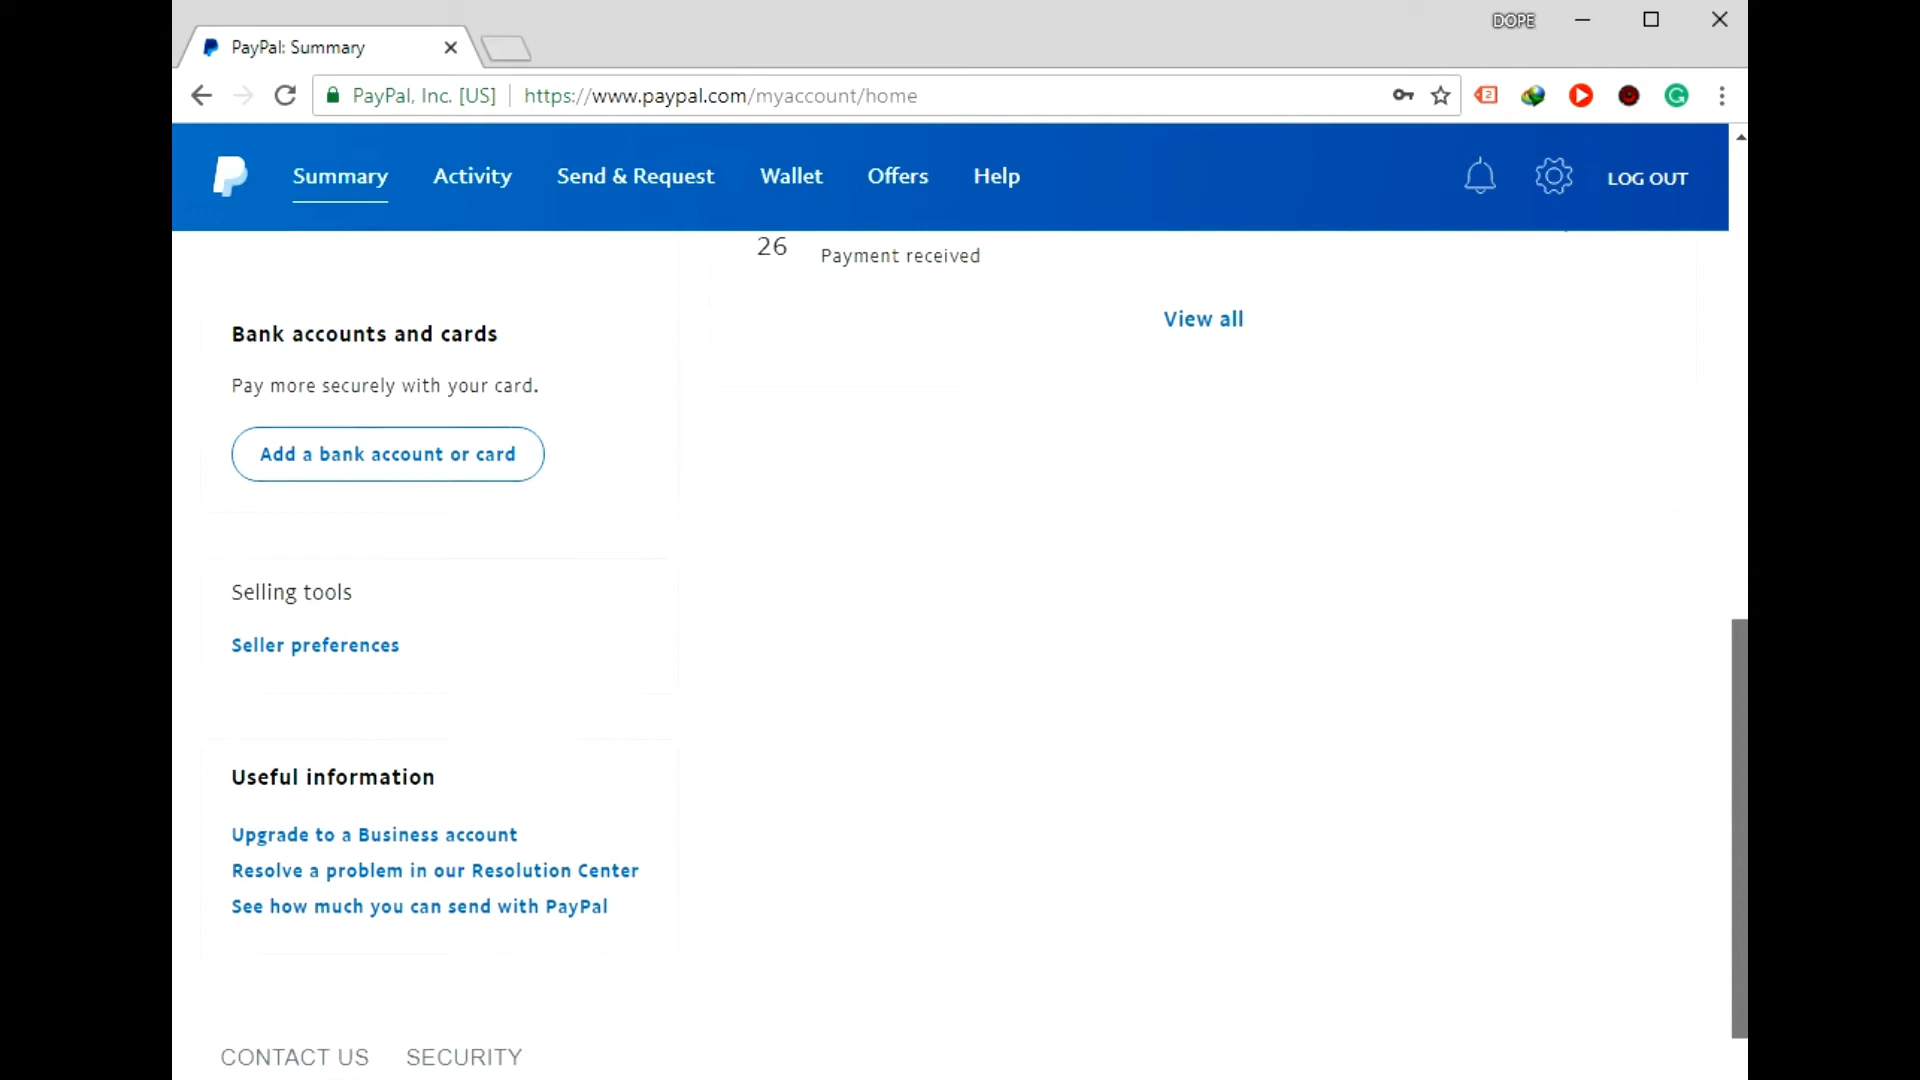 DOPE
PayPal: Summary
PayPal, Inc. [US] https://www.paypal.com/myaccount/home
2
Summary Activity Send & Request Wallet Offers Help LOG OUT
26 Payment received
View all
Bank accounts and cards
Pay more securely with your card.
Add a bank account or card
Selling tools
Seller preferences
Useful information
Upgrade to a Business account
Resolve a problem in our Resolution Center
See how much you can send with PayPal
CONTACT US SECURITY